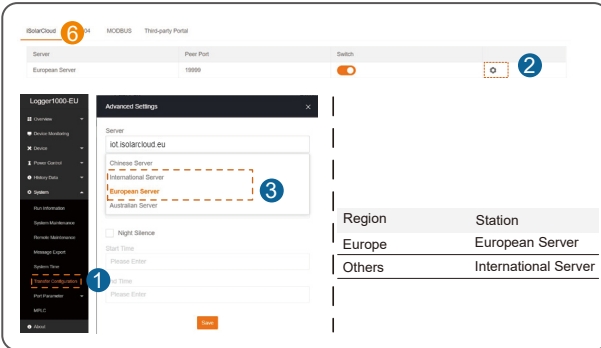 iSolarCloud 6 04 MODBUS Third-party Portal
Server Peer Port Switch
European Server 19999
2
Logger1000-EU
Overview
Device Monitoring
Device
Power Control
History Data
System
Run Information
System Maintenance
Remote Maintenance
Message Export
System Time
Transfer Configuration
1
Port Parameter
MPLC
About
Advanced Settings ×
Server
iot.isolarcloud.eu
Chinese Server
International Server
European Server
3
Australian Server
Night Silence
Start Time
Please Enter
nd Time
Please Enter
Save
Region Station
Europe European Server
Others International Server